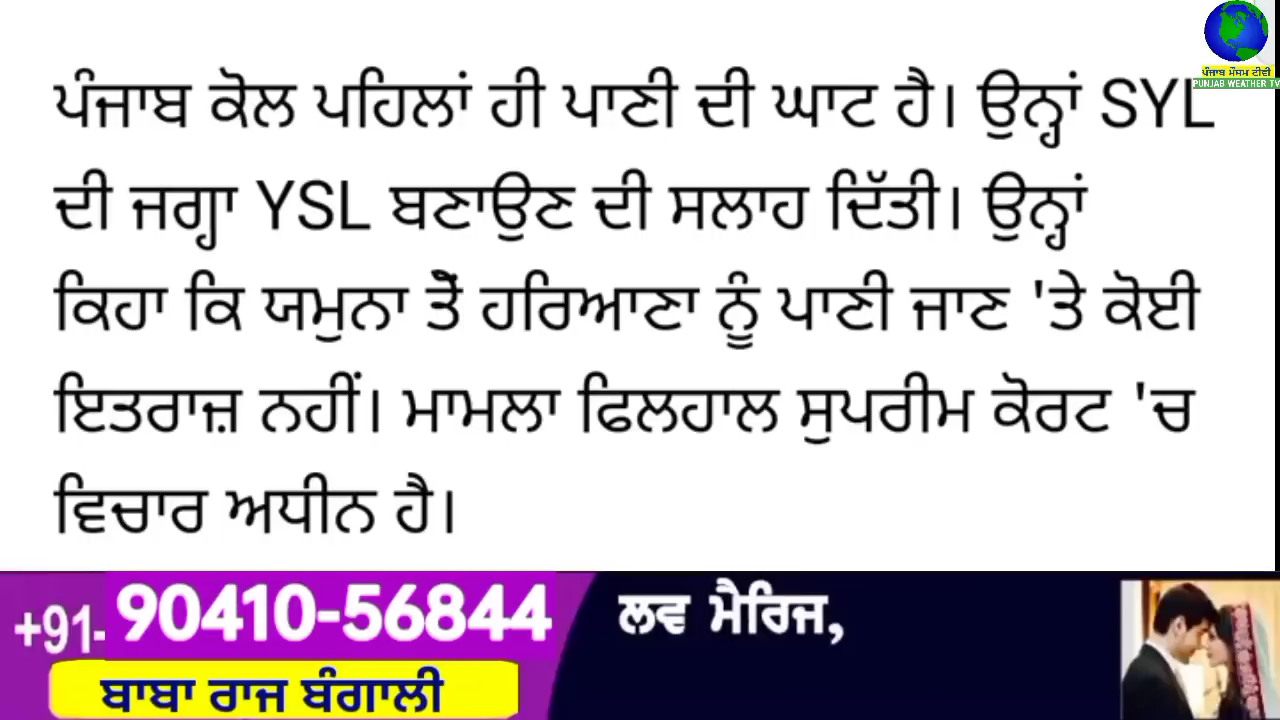 ਪੰਜਾਬ ਮੌਸਮ ਟੀਵੀ
PUNJAB WEATHER TV
ਪੰਜਾਬ ਕੋਲ ਪਹਿਲਾਂ ਹੀ ਪਾਣੀ ਦੀ ਘਾਟ ਹੈ। ਉਨ੍ਹਾਂ SYL
ਦੀ ਜਗ੍ਹਾ YSL ਬਣਾਉਣ ਦੀ ਸਲਾਹ ਦਿੱਤੀ। ਉਨ੍ਹਾਂ
ਕਿਹਾ ਕਿ ਯਮੁਨਾ ਤੋਂ ਹਰਿਆਣਾ ਨੂੰ ਪਾਣੀ ਜਾਣ 'ਤੇ ਕੋਈ
ਇਤਰਾਜ਼ ਨਹੀਂ। ਮਾਮਲਾ ਫਿਲਹਾਲ ਸੁਪਰੀਮ ਕੋਰਟ 'ਚ
ਵਿਚਾਰ ਅਧੀਨ ਹੈ।
+91- 90410-56844
ਬਾਬਾ ਰਾਜ ਬੰਗਾਲੀ
ਲਵ ਮੈਰਿਜ,